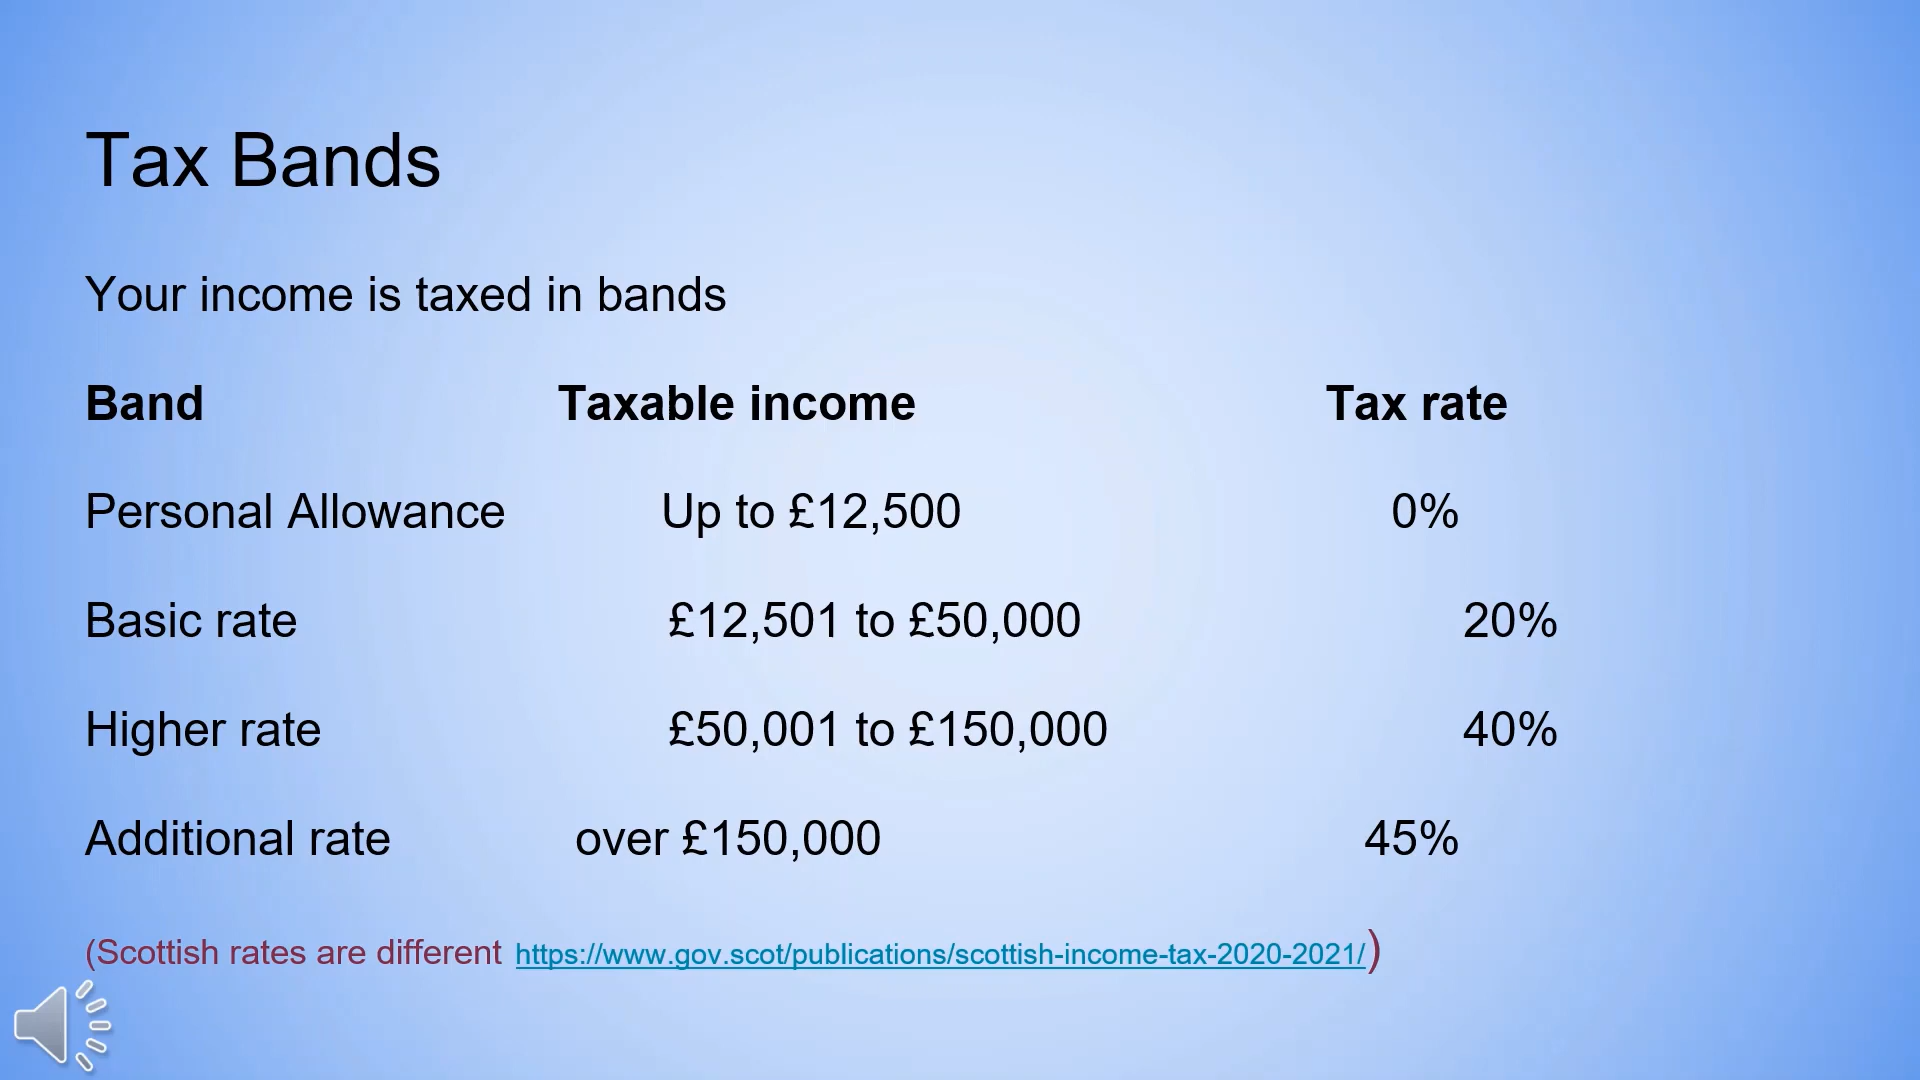 Tax Bands
Your income is taxed in bands
Band Taxable income Tax rate
Personal Allowance Up to £12,500 0%
Basic rate £12,501 to £50,000 20%
Higher rate £50,001 to £150,000 40%
Additional rate over £150,000 45%
(Scottish rates are different https://www.gov.scot/publications/scottish-income-tax-2020-2021/)